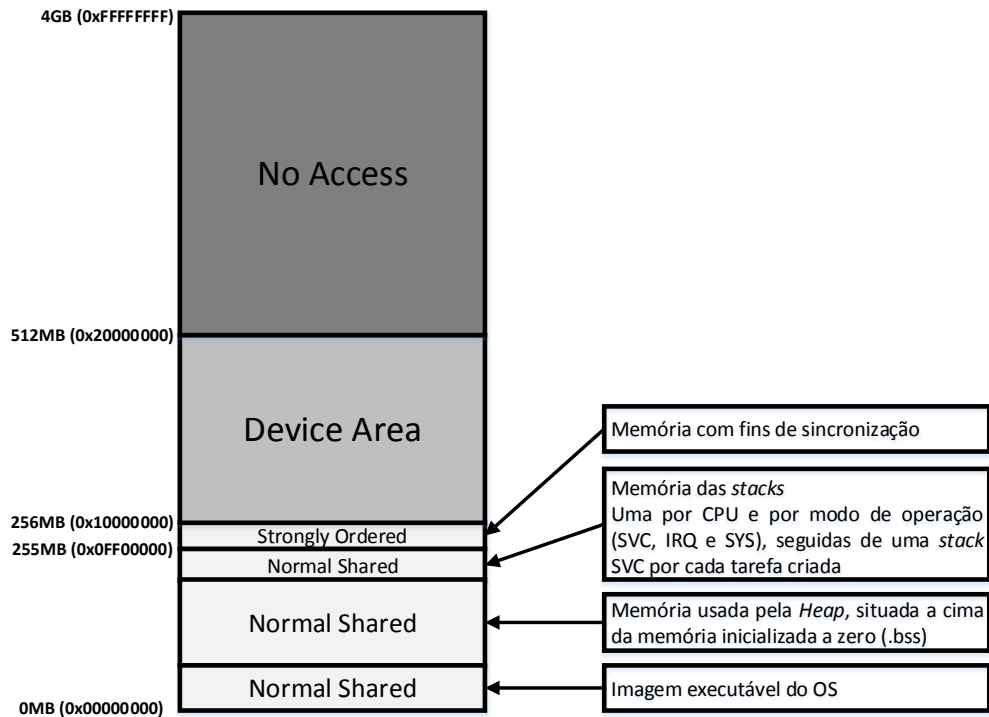 4GB (0xFFFFFFFF)
No Access
512MB (0x20000000)
Device Area
256MB (0x10000000)
Strongly Ordered
255MB (0x0FF00000)
Normal Shared
Normal Shared
Normal Shared
0MB (0x00000000)
Memória com fins de sincronização
Memória das stacks
Uma por CPU e por modo de operação
(SVC, IRQ e SYS), seguidas de uma stack
SVC por cada tarefa criada
Memória usada pela Heap, situada a cima
da memória inicializada a zero (.bss)
Imagem executável do OS